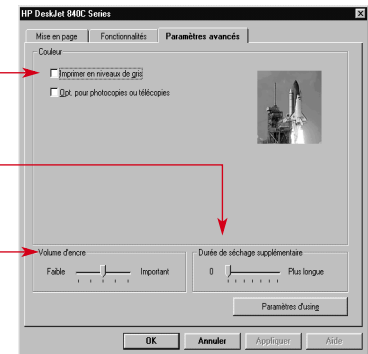 HP DeskJet 840C Series
Mise en page Fonctionnalités Paramètres avancés
Couleur
Imprimer en niveaux de gris
Opt. pour photocopies ou télécopies
Volume d'encre
Faible Important
Durée de séchage supplémentaire
0 Plus longue
Paramètres d'usine
OK Annuler Appliquer Aide